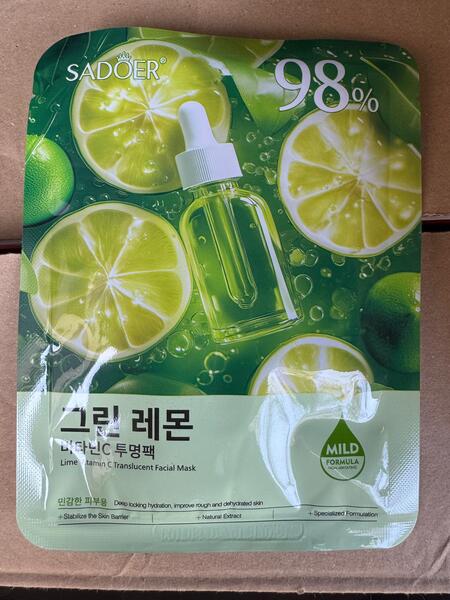 SADOER®
98%
그린 레몬
비타민C 투명팩
Lime Vitamin C Translucent Facial Mask
MILD
FORMULA
민감한 피부용 Deep locking hydration, improve rough and dehydrated skin
+Stabilize the Skin Barrier +Natural Extract +Specialized Formulation